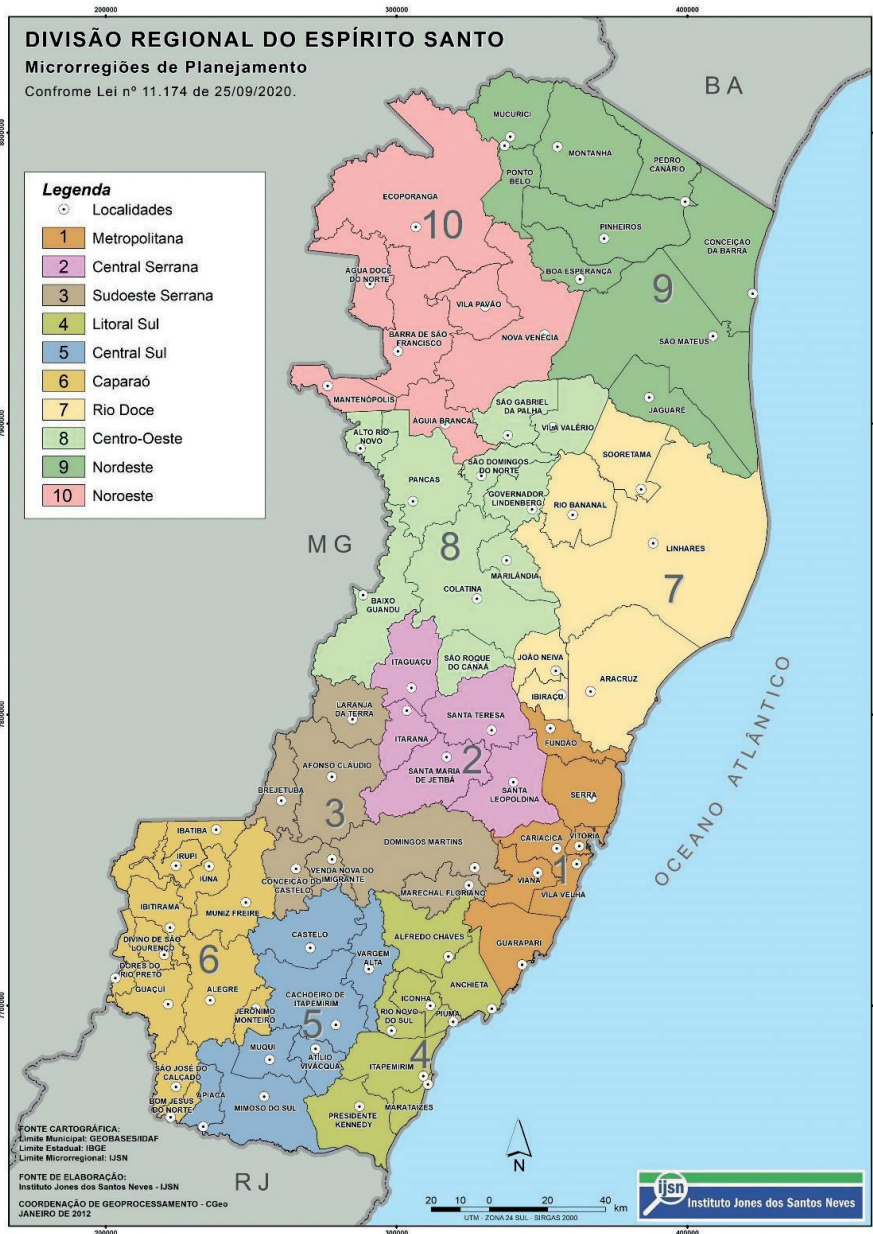 200000
300000
400000
DIVISÃO REGIONAL DO ESPÍRITO SANTO
Microrregiões de Planejamento
Confrome Lei nº 11.174 de 25/09/2020.
B A
8000000
7900000
7800000
7700000
Legenda
Localidades
1 Metropolitana
2 Central Serrana
3 Sudoeste Serrana
4 Litoral Sul
5 Central Sul
6 Caparaó
7 Rio Doce
8 Centro-Oeste
9 Nordeste
10 Noroeste
MUCURICI
MONTANHA
PEDRO
CANÁRIO
PONTO
BELO
ECOPORANGA
10
PINHEIROS
CONCEIÇÃO
DA BARRA
ÁGUA DOCE
DO NORTE
BOA ESPERANÇA
9
VILA PAVÃO
BARRA DE SÃO
FRANCISCO
NOVA VENÉCIA
SÃO MATEUS
MANTENÓPOLIS
SÃO GABRIEL
DA PALHA
JAGUARÉ
ÁGUIA BRANCA
VILA VALÉRIO
ALTO RIO
NOVO
SOORETAMA
SÃO DOMINGOS
DO NORTE
PANCAS
GOVERNADOR
LINDENBERG
RIO BANANAL
M G
8
LINHARES
MARILÂNDIA
7
COLATINA
BAIXO
GUANDU
ITAGUAÇU
SÃO ROQUE
DO CANAÃ
JOÃO NEIVA
ARACRUZ
IBIRAÇU
LARANJA
DA TERRA
SANTA TERESA
ITARANA
FUNDÃO
2
AFONSO CLÁUDIO
SANTA MARIA
DE JETIBÁ
SANTA
LEOPOLDINA
SERRA
BREJETUBA
3
OCEANO ATLÂNTICO
IBATIBA
DOMINGOS MARTINS
CARIACICA
VITÓRIA
IRUPI
IÚNA
CONCEIÇÃO DO
CASTELO
VENDA NOVA DO
IMIGRANTE
1
VIANA
MARECHAL FLORIANO
VILA VELHA
IBITIRAMA
MUNIZ FREIRE
CASTELO
ALFREDO CHAVES
GUARAPARI
DIVINO DE SÃO
LOURENÇO
6
VARGEM
ALTA
DORES DO
RIO PRETO
ANCHIETA
GUAÇUÍ
ALEGRE
CACHOEIRO DE
ITAPEMIRIM
ICONHA
RIO NOVO
DO SUL
PIUMA
JERÔNIMO
MONTEIRO
5
MUQUI
ATÍLIO
VIVÁCQUA
4
ITAPEMIRIM
SÃO JOSÉ DO
CALÇADO
APIACÁ
BOM JESUS
DO NORTE
MIMOSO DO SUL
PRESIDENTE
KENNEDY
MARATAÍZES
FONTE CARTOGRÁFICA:
Limite Municipal: GEOBASES/IDAF
Limite Estadual: IBGE
Limite Microrregional: IJSN
FONTE DE ELABORAÇÃO:
Instituto Jones dos Santos Neves - IJSN
COORDENAÇÃO DE GEOPROCESSAMENTO - CGeo
JANEIRO DE 2012
R J
N
20 10 0 20 40 km
UTM - ZONA 24 SUL - SIRGAS 2000
ijsn
Instituto Jones dos Santos Neves
200000
300000
400000